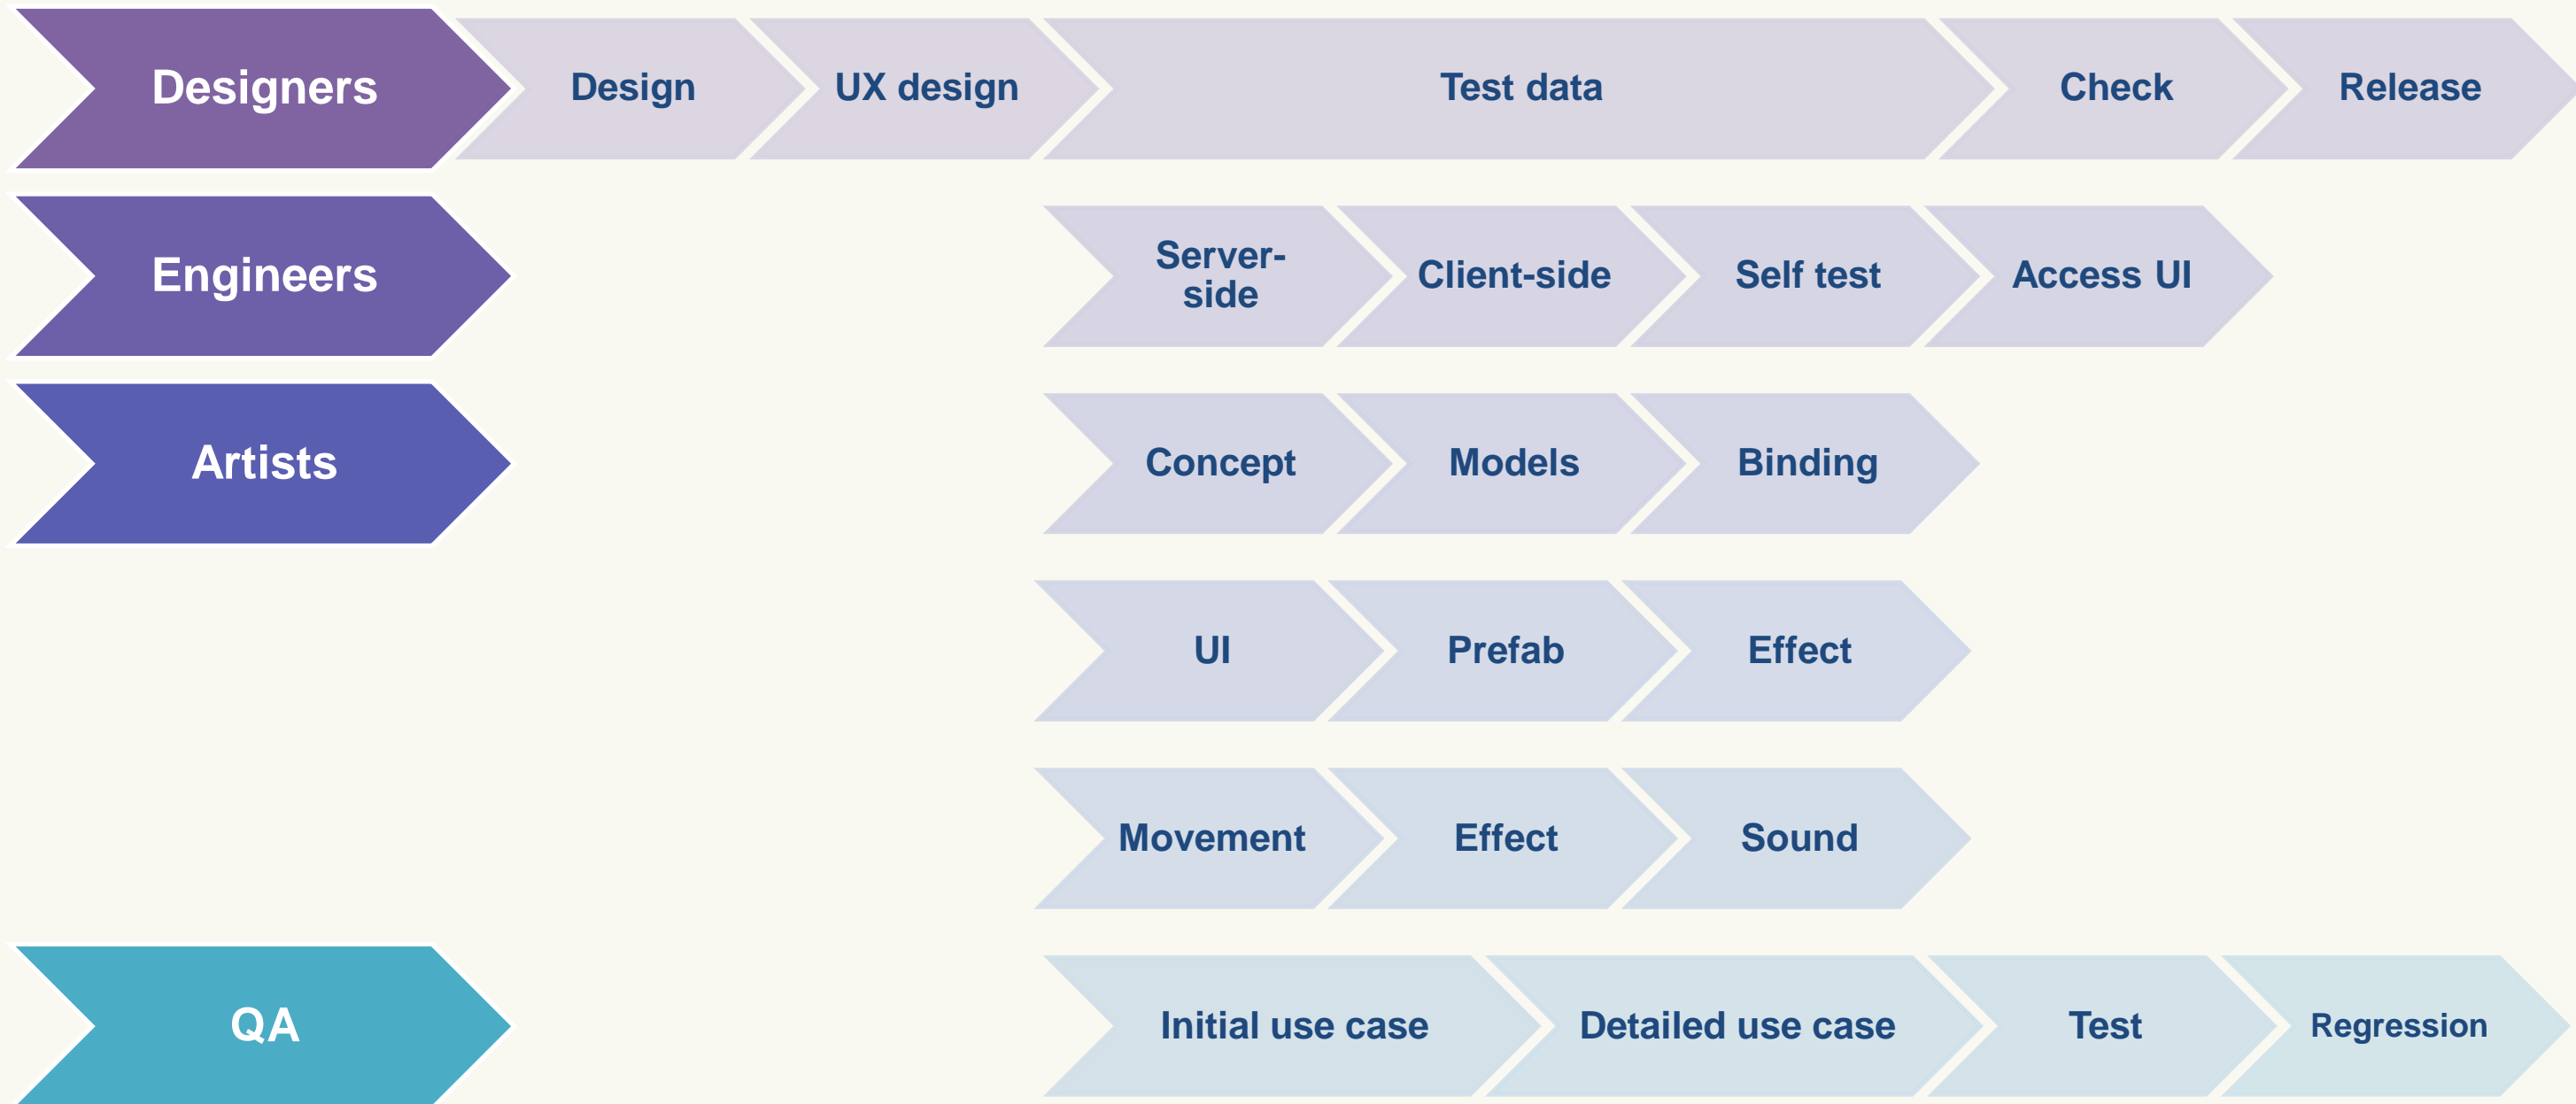 Designers
Design
UX design
Test data
Check
Release
Engineers
Server-
side
Client-side
Self test
Access UI
Artists
Concept
Models
Binding
UI
Prefab
Effect
Movement
Effect
Sound
QA
Initial use case
Detailed use case
Test
Regression